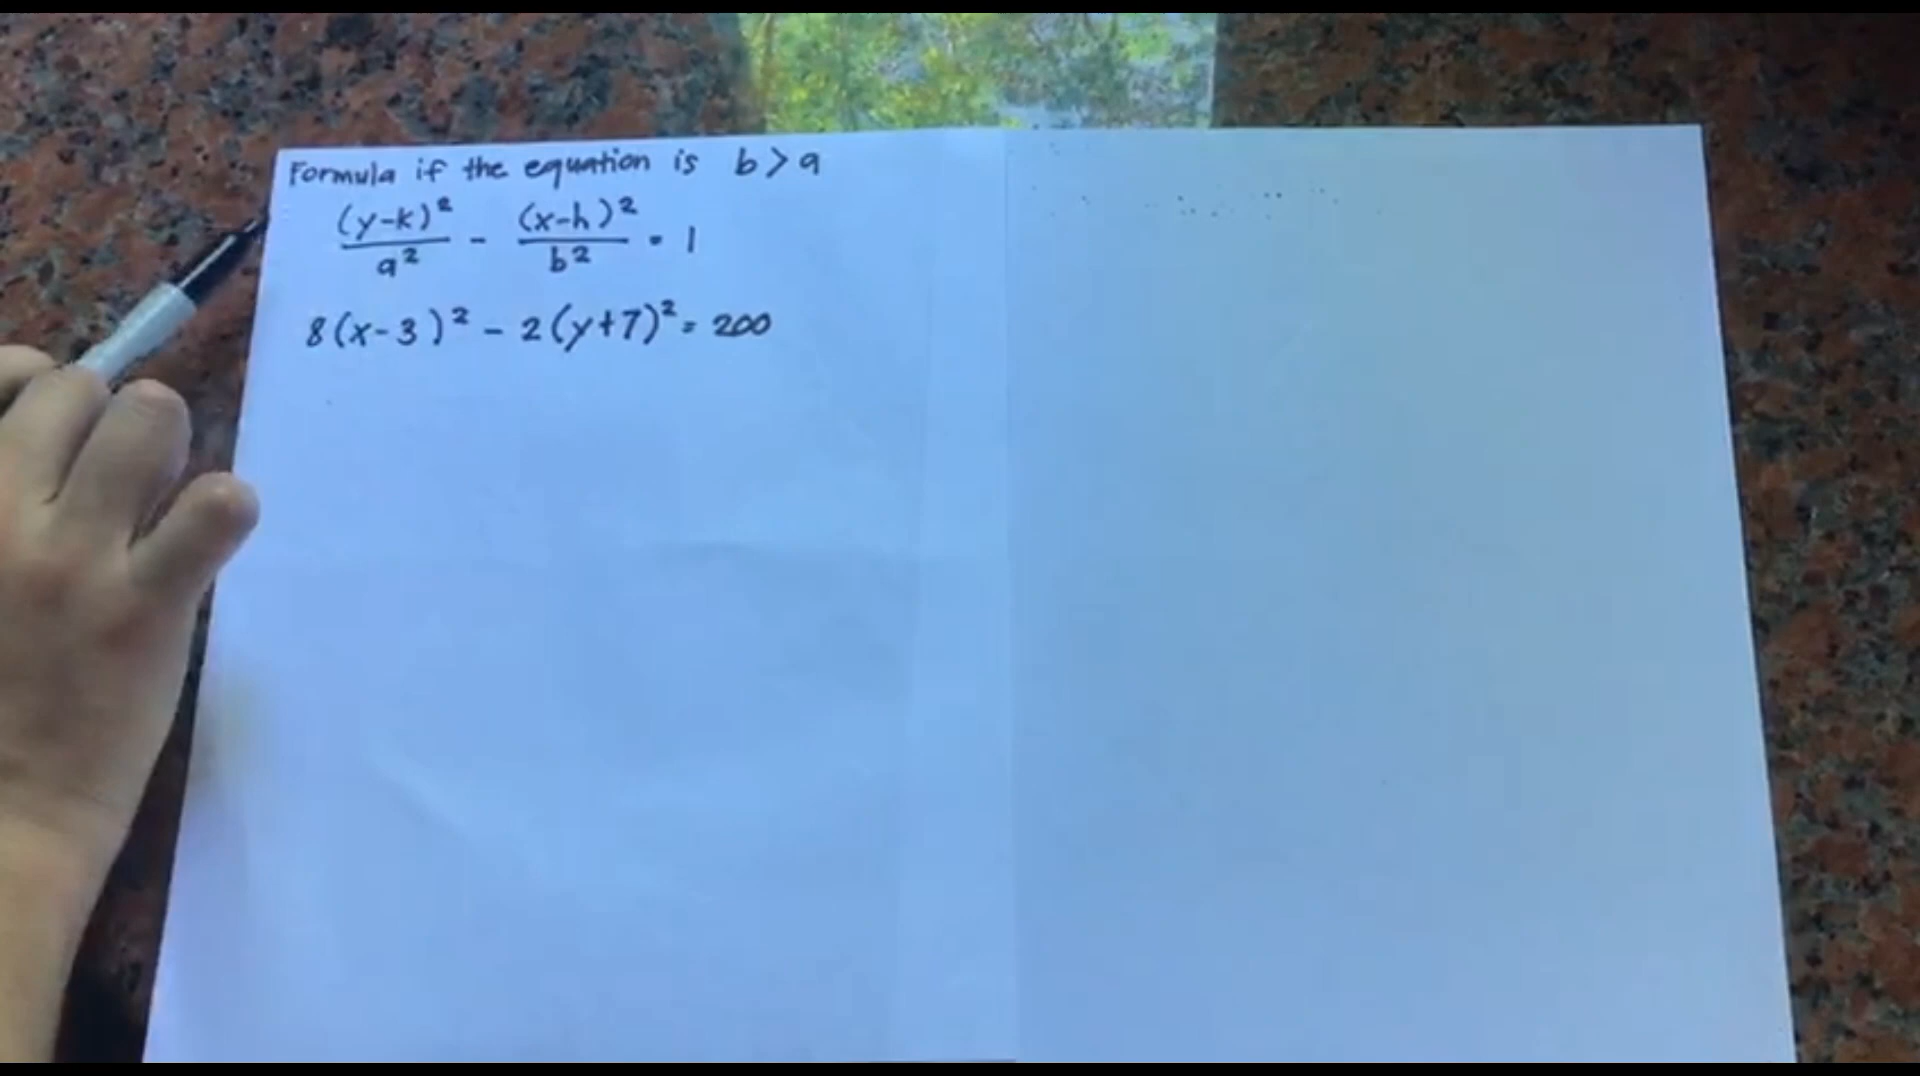 Formula if the equation is b > a
(y-k)²/a² - (x-h)²/b² = 1
8(x-3)² - 2(y+7)² = 200